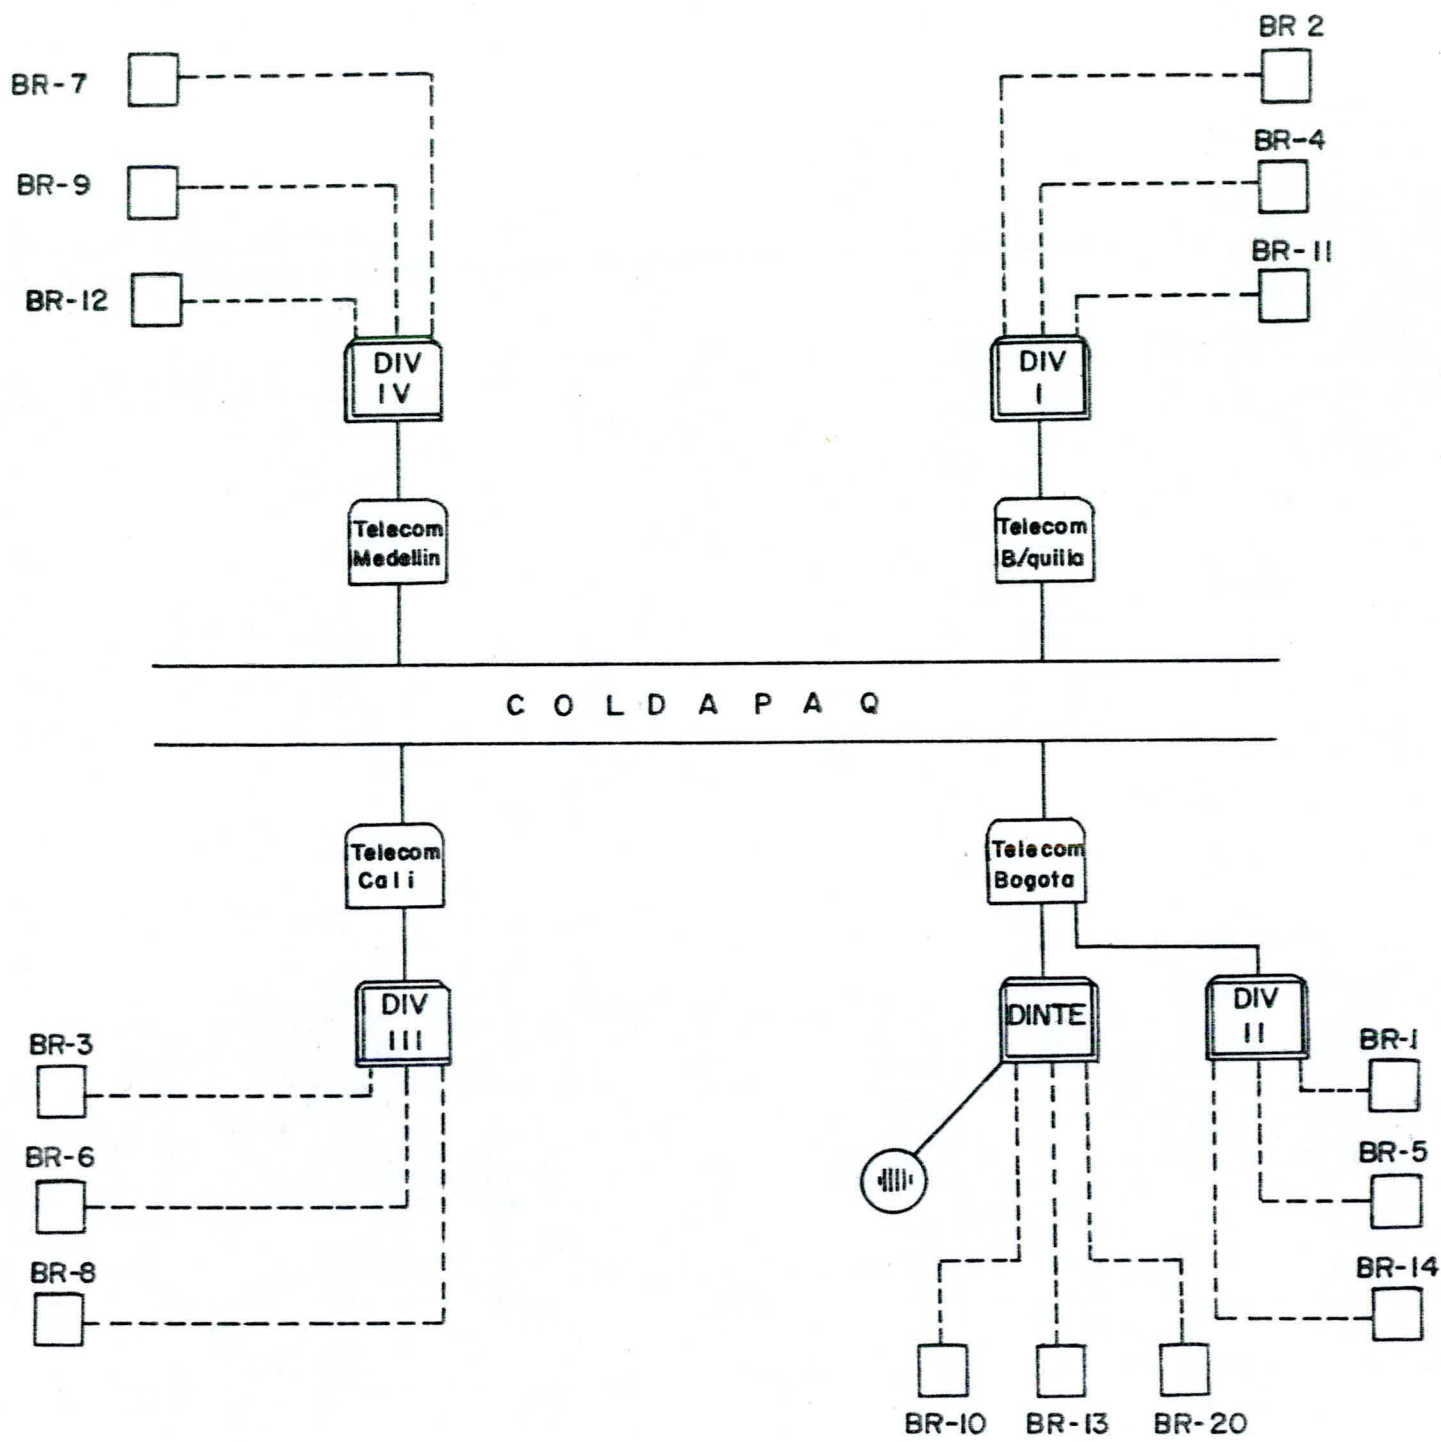 BR-7
BR 2
BR-9
BR-4
BR-12
BR-11
DIV
IV
DIV
I
Telecom
Medellin
Telecom
B/quilla
COLDAPAQ
Telecom
Cali
Telecom
Bogota
DIV
III
DINTE
DIV
II
BR-3
BR-1
BR-6
BR-5
BR-8
BR-14
BR-10
BR-13
BR-20